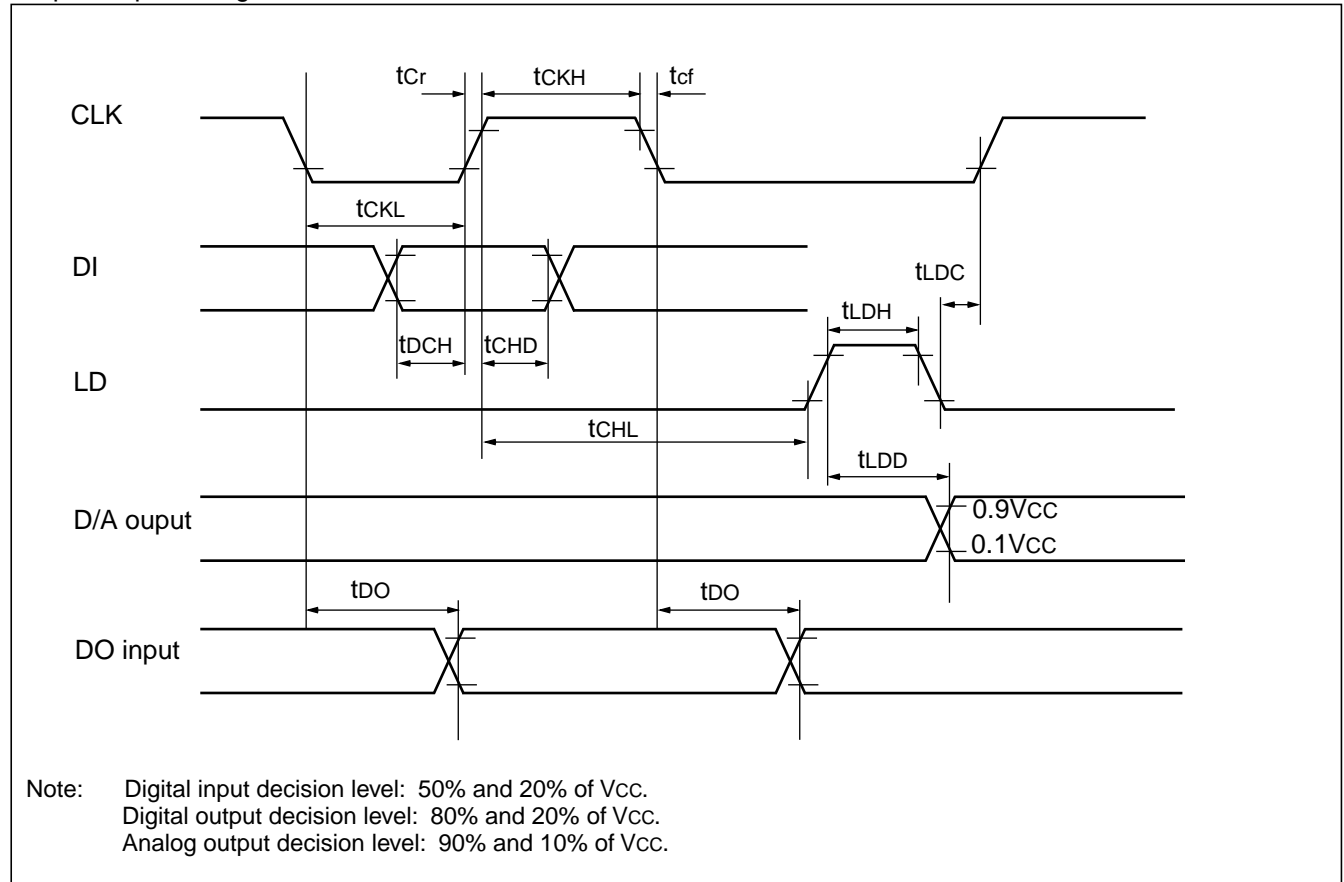 tCr tCKH tcf
CLK
tCKL
DI
tLDC
tLDH
tDCH tCHD
LD
tCHL
tLDD
D/A ouput
0.9VCC
0.1VCC
tDO tDO
DO input
Note: Digital input decision level: 50% and 20% of VCC.
Digital output decision level: 80% and 20% of VCC.
Analog output decision level: 90% and 10% of VCC.